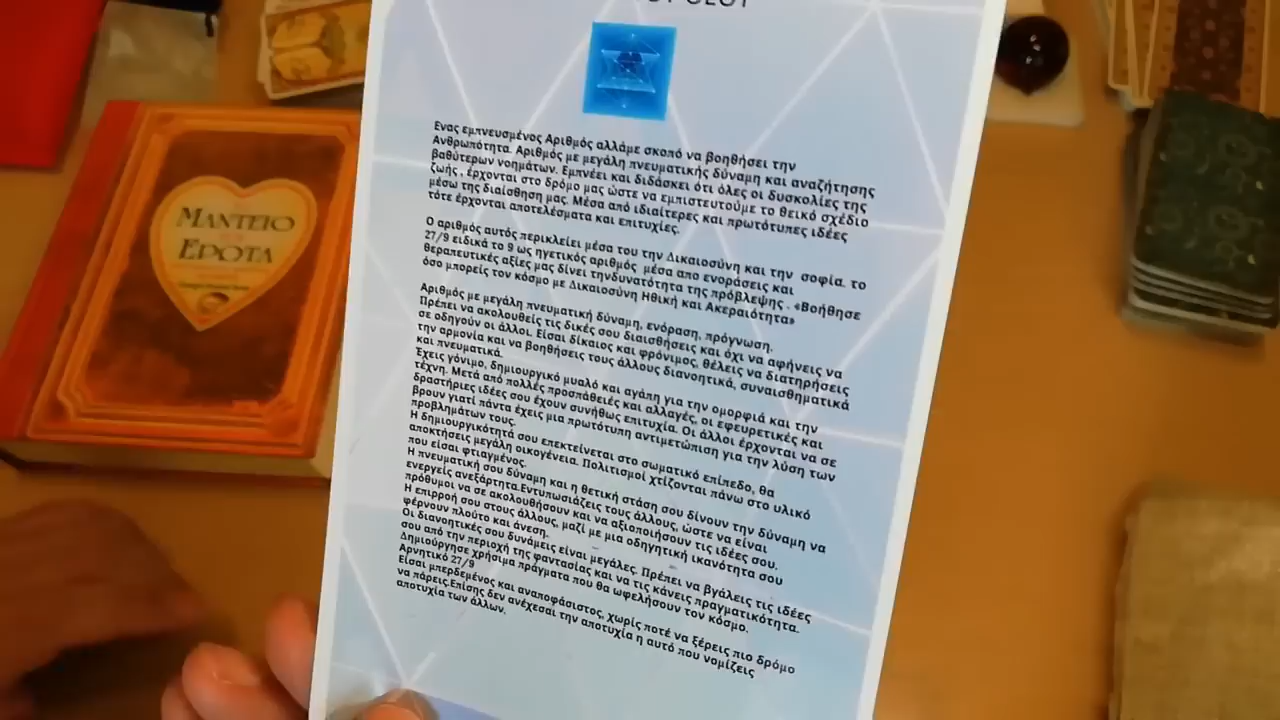 ΜΑΝΤΕΙΟ
ΕΡΩΤΑ
Ενας εμπνευσμένος Αριθμός αλλάμε σκοπό να βοηθήσει την
Ανθρωπότητα. Αριθμός με μεγάλη πνευματικής δύναμη και αναζήτησης
βαθύτερων νοημάτων. Εμπνέει και διδάσκει ότι όλες οι δυσκολίες της
ζωής , έρχονται στο δρόμο μας ώστε να εμπιστευτούμε το θεικό σχέδιο
μέσω της διαίσθηση μας. Μέσα από ιδιαίτερες και πρωτότυπες ιδέες
τότε έρχονται αποτελέσματα και επιτυχίες.
Ο αριθμός αυτός περικλείει μέσα του την Δικαιοσύνη και την σοφία. το
27/9 ειδικά το 9 ως ηγετικός αριθμός μέσα απο ενοράσεις και
θεραπευτικές αξίες μας δίνει τηνδυνατότητα της πρόβλεψης . «Βοήθησε
όσο μπορείς τον κόσμο με Δικαιοσύνη Ηθική και Ακεραιότητα»
Αριθμός με μεγάλη πνευματική δύναμη, ενόραση, πρόγνωση.
Πρέπει να ακολουθείς τις δικές σου διαισθήσεις και όχι να αφήνεις να
σε οδηγούν οι άλλοι. Είσαι δίκαιος και φρόνιμος, θέλεις να διατηρήσεις
την αρμονία και να βοηθήσεις τους άλλους διανοητικά, συναισθηματικά
και πνευματικά.
Έχεις γόνιμο, δημιουργικό μυαλό και αγάπη για την ομορφιά και την
τέχνη. Μετά από πολλές προσπάθειές και αλλαγές, οι εφευρετικές και
δραστήριες ιδέες σου έχουν συνήθως επιτυχία. Οι άλλοι έρχονται να σε
βρουν γιατί πάντα έχεις μια πρωτότυπη αντιμετώπιση για την λύση των
προβλημάτων τους.
Η δημιουργικότητά σου επεκτείνεται στο σωματικό επίπεδο, θα
αποκτήσεις μεγάλη οικογένεια. Πολιτισμοί χτίζονται πάνω στο υλικό
που είσαι φτιαγμένος.
Η πνευματική σου δύναμη και η θετική στάση σου δίνουν την δύναμη να
ενεργείς ανεξάρτητα.Εντυπωσιάζεις τους άλλους, ώστε να είναι
πρόθυμοι να σε ακολουθήσουν και να αξιοποιήσουν τις ιδέες σου.
Η επιρροή σου στους άλλους, μαζί με μια οδηγητική ικανότητα σου
φέρνουν πλούτο και άνεση.
Οι διανοητικές σου δυνάμεις είναι μεγάλες. Πρέπει να βγάλεις τις ιδέες
σου από την περιοχή της φαντασίας και να τις κάνεις πραγματικότητα.
Δημιούργησε χρήσιμα πράγματα που θα ωφελήσουν τον κόσμο.
Αρνητικό 27/9
Είσαι μπερδεμένος και αναποφάσιστος, χωρίς ποτέ να ξέρεις πιο δρόμο
να πάρεις.Επίσης δεν ανέχεσαι την αποτυχία η αυτό που νομίζεις
αποτυχία των άλλων.